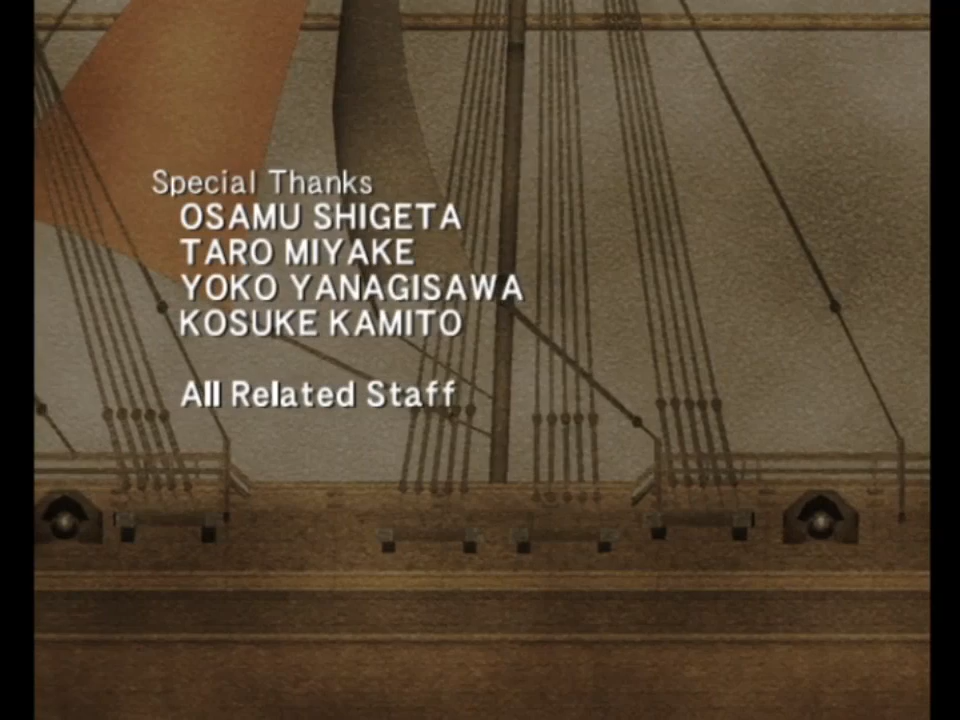 Special Thanks
OSAMU SHIGETA
TARO MIYAKE
YOKO YANAGISAWA
KOSUKE KAMITO
All Related Staff